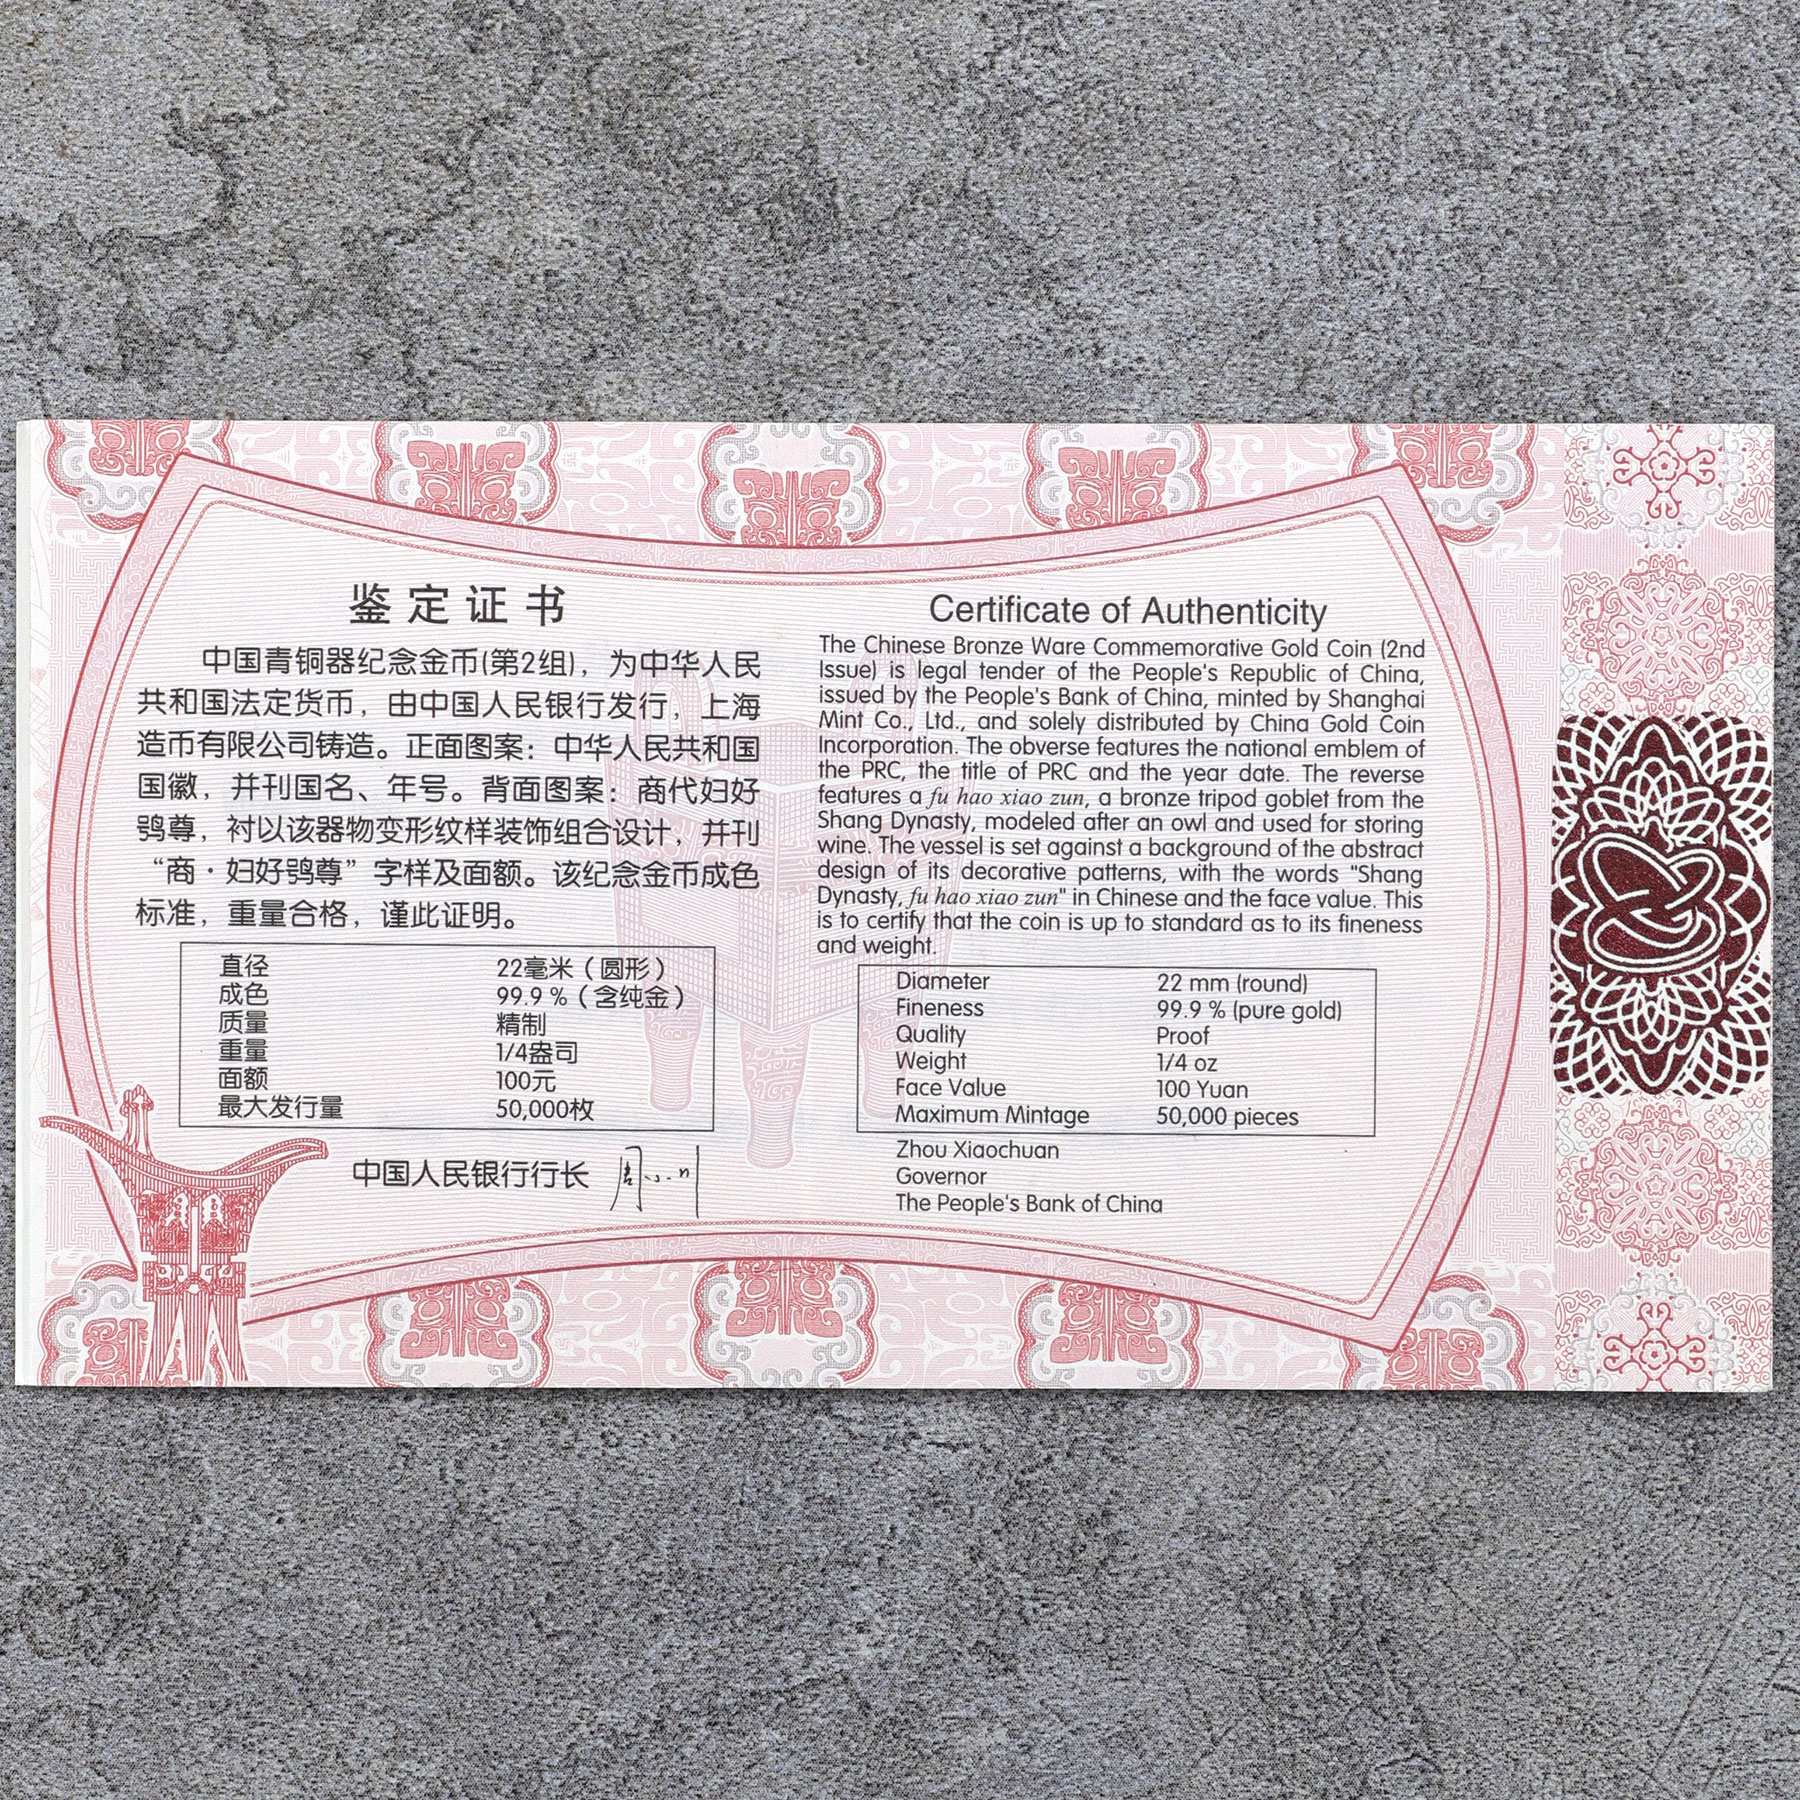 鉴定证书
中国青铜器纪念金币(第2组)，为中华人民
共和国法定货币，由中国人民银行发行，上海
造币有限公司铸造。正面图案：中华人民共和国
国徽，并刊国名、年号。背面图案：商代妇好
鸮尊，衬以该器物变形纹样装饰组合设计，并刊
“商·妇好鸮尊”字样及面额。该纪念金币成色
标准，重量合格，谨此证明。
直径 22毫米（圆形）
成色 99.9%（含纯金）
质量 精制
重量 1/4盎司
面额 100元
最大发行量 50,000枚
中国人民银行行长 周小川
Certificate of Authenticity
The Chinese Bronze Ware Commemorative Gold Coin (2nd
Issue) is legal tender of the People's Republic of China,
issued by the People's Bank of China, minted by Shanghai
Mint Co., Ltd., and solely distributed by China Gold Coin
Incorporation. The obverse features the national emblem of
the PRC, the title of PRC and the year date. The reverse
features a fu hao xiao zun, a bronze tripod goblet from the
Shang Dynasty, modeled after an owl and used for storing
wine. The vessel is set against a background of the abstract
design of its decorative patterns, with the words "Shang
Dynasty, fu hao xiao zun" in Chinese and the face value. This
is to certify that the coin is up to standard as to its fineness
and weight.
Diameter 22 mm (round)
Fineness 99.9 % (pure gold)
Quality Proof
Weight 1/4 oz
Face Value 100 Yuan
Maximum Mintage 50,000 pieces
Zhou Xiaochuan
Governor
The People's Bank of China